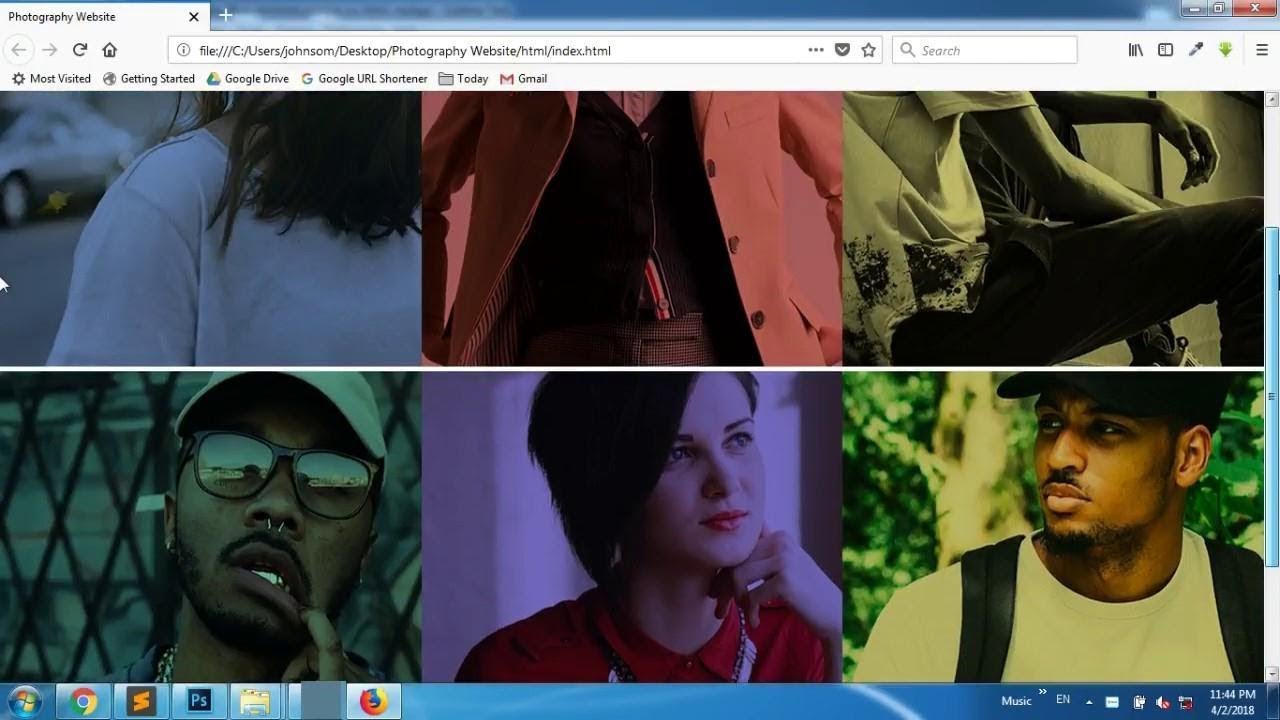 Photography Website
file:///C:/Users/johnsom/Desktop/Photography Website/html/index.html
Search
Most Visited
Getting Started
Google Drive
Google URL Shortener
Today
Gmail
Ps
Music
EN
11:44 PM
4/2/2018